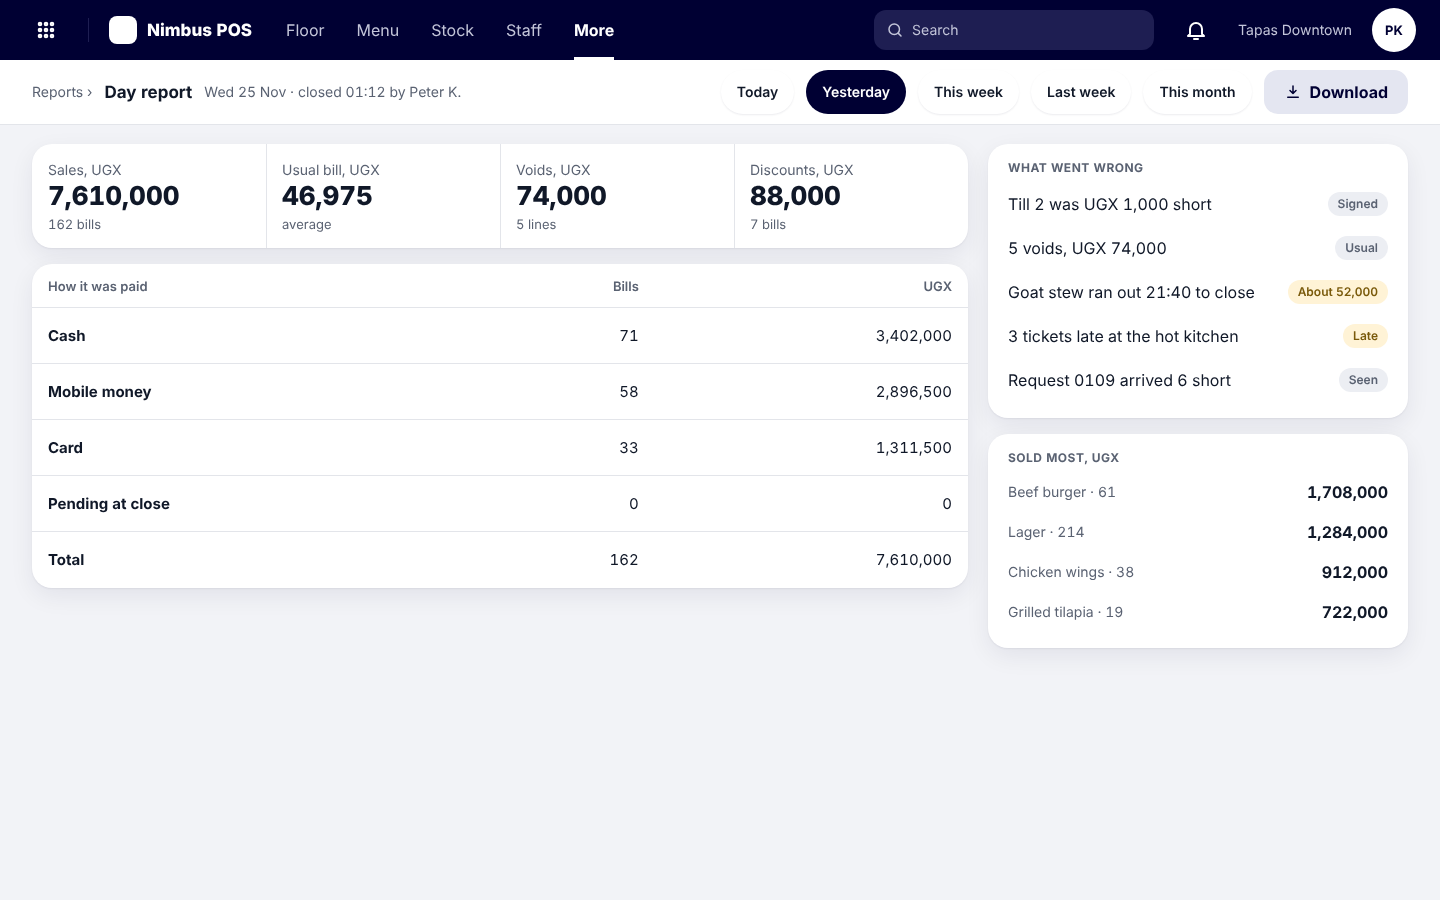 Nimbus POS
Floor
Menu
Stock
Staff
More
Search
Tapas Downtown
PK
Reports ›
Day report
Wed 25 Nov · closed 01:12 by Peter K.
Today
Yesterday
This week
Last week
This month
Download
Sales, UGX
7,610,000
162 bills
Usual bill, UGX
46,975
average
Voids, UGX
74,000
5 lines
Discounts, UGX
88,000
7 bills
How it was paid Bills UGX
Cash 71 3,402,000
Mobile money 58 2,896,500
Card 33 1,311,500
Pending at close 0 0
Total 162 7,610,000
WHAT WENT WRONG
Till 2 was UGX 1,000 short Signed
5 voids, UGX 74,000 Usual
Goat stew ran out 21:40 to close About 52,000
3 tickets late at the hot kitchen Late
Request 0109 arrived 6 short Seen
SOLD MOST, UGX
Beef burger · 61 1,708,000
Lager · 214 1,284,000
Chicken wings · 38 912,000
Grilled tilapia · 19 722,000